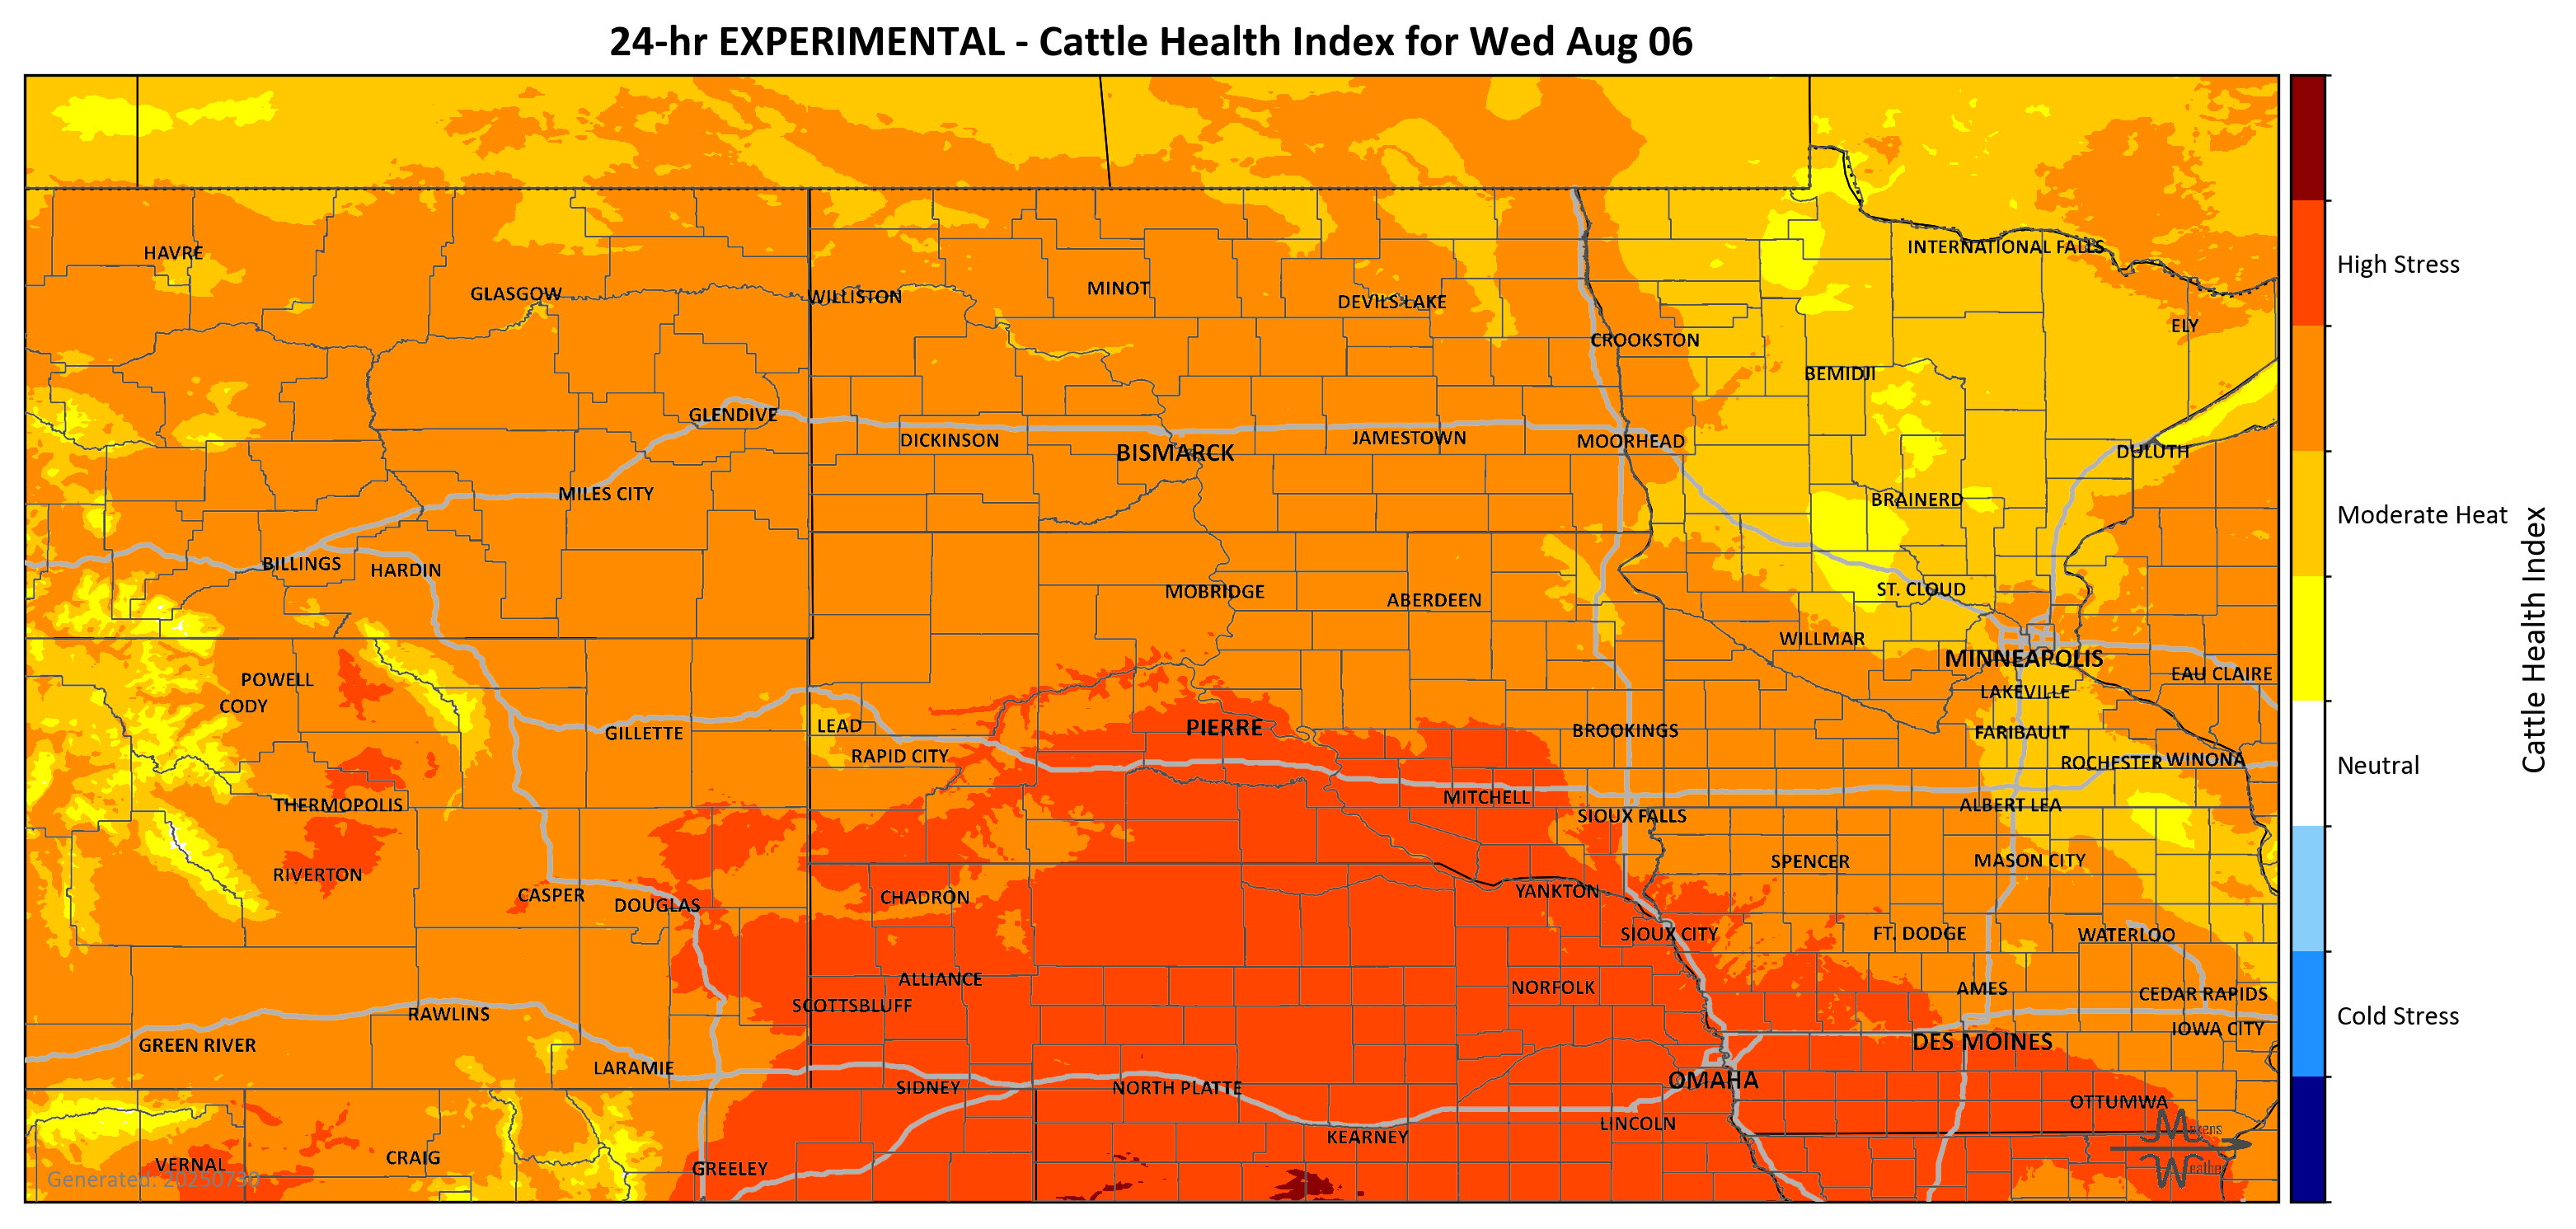 24-hr EXPERIMENTAL - Cattle Health Index for Wed Aug 06
HAVRE
INTERNATIONAL FALLS
GLASGOW
WILLISTON
MINOT
DEVILS LAKE
ELY
CROOKSTON
BEMIDJI
GLENDIVE
DICKINSON
BISMARCK
JAMESTOWN
MOORHEAD
DULUTH
MILES CITY
BRAINERD
BILLINGS
HARDIN
MOBRIDGE
ABERDEEN
ST. CLOUD
WILLMAR
MINNEAPOLIS
EAU CLAIRE
POWELL
CODY
LAKEVILLE
GILLETTE
LEAD
PIERRE
BROOKINGS
FARIBAULT
RAPID CITY
ROCHESTER
WINONA
THERMOPOLIS
MITCHELL
SIOUX FALLS
ALBERT LEA
RIVERTON
SPENCER
MASON CITY
CASPER
DOUGLAS
CHADRON
YANKTON
SIOUX CITY
FT. DODGE
WATERLOO
ALLIANCE
NORFOLK
AMES
CEDAR RAPIDS
SCOTTSBLUFF
RAWLINS
IOWA CITY
GREEN RIVER
DES MOINES
LARAMIE
SIDNEY
NORTH PLATTE
OMAHA
OTTUMWA
LINCOLN
KEARNEY
VERNAL
CRAIG
GREELEY
Generated: 20250730
Makens
Weather
High Stress
Moderate Heat
Neutral
Cold Stress
Cattle Health Index